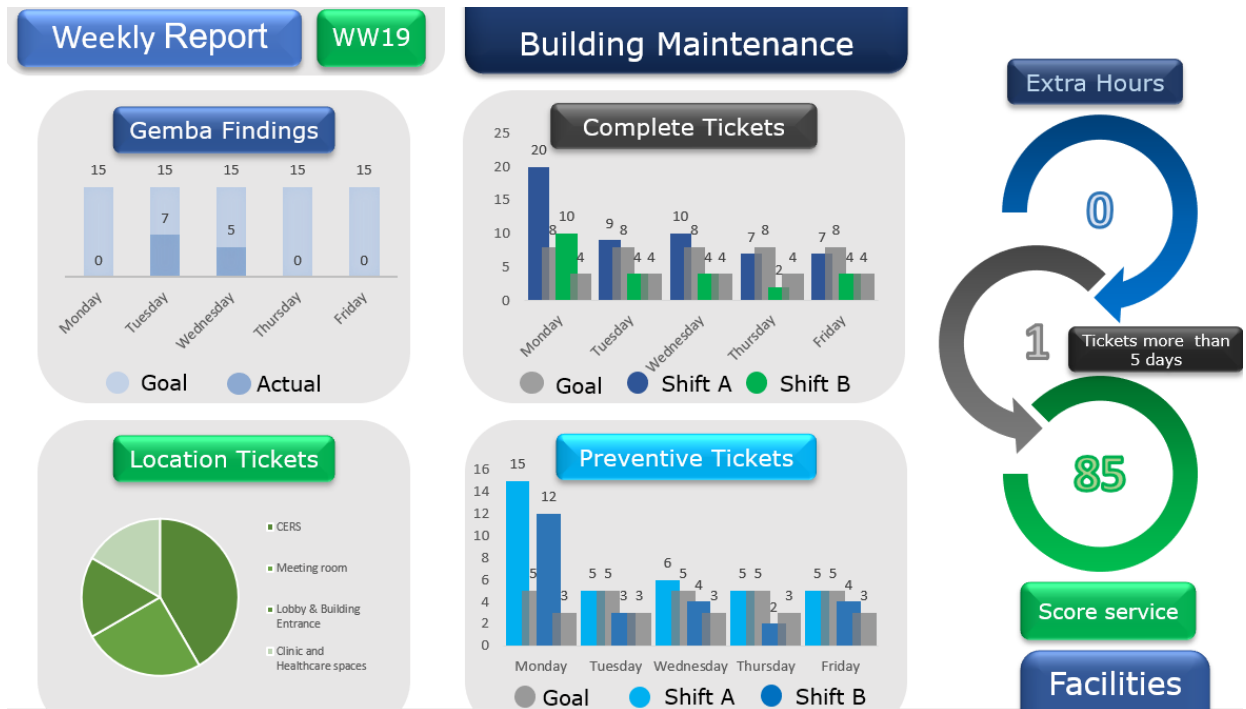 Weekly Report
WW19
Building Maintenance
Gemba Findings
15 15 15 15 15
7
5
0 0 0
Monday Tuesday Wednesday Thursday Friday
Goal Actual
Complete Tickets
25
20
15
10
5
0
20 8 10 4
9 8 4 4
10 8 4 4
7 8 2 4
7 8 4 4
Monday Tuesday Wednesday Thursday Friday
Goal Shift A Shift B
Extra Hours
0
1
Tickets more than
5 days
85
Score service
Facilities
Location Tickets
CERS
Meeting room
Lobby & Building
Entrance
Clinic and
Healthcare spaces
Preventive Tickets
16
14
12
10
8
6
4
2
0
15 5 12 3
5 5 3 3
6 5 4 3
5 5 2 3
5 5 4 3
Monday Tuesday Wednesday Thursday Friday
Goal Shift A Shift B